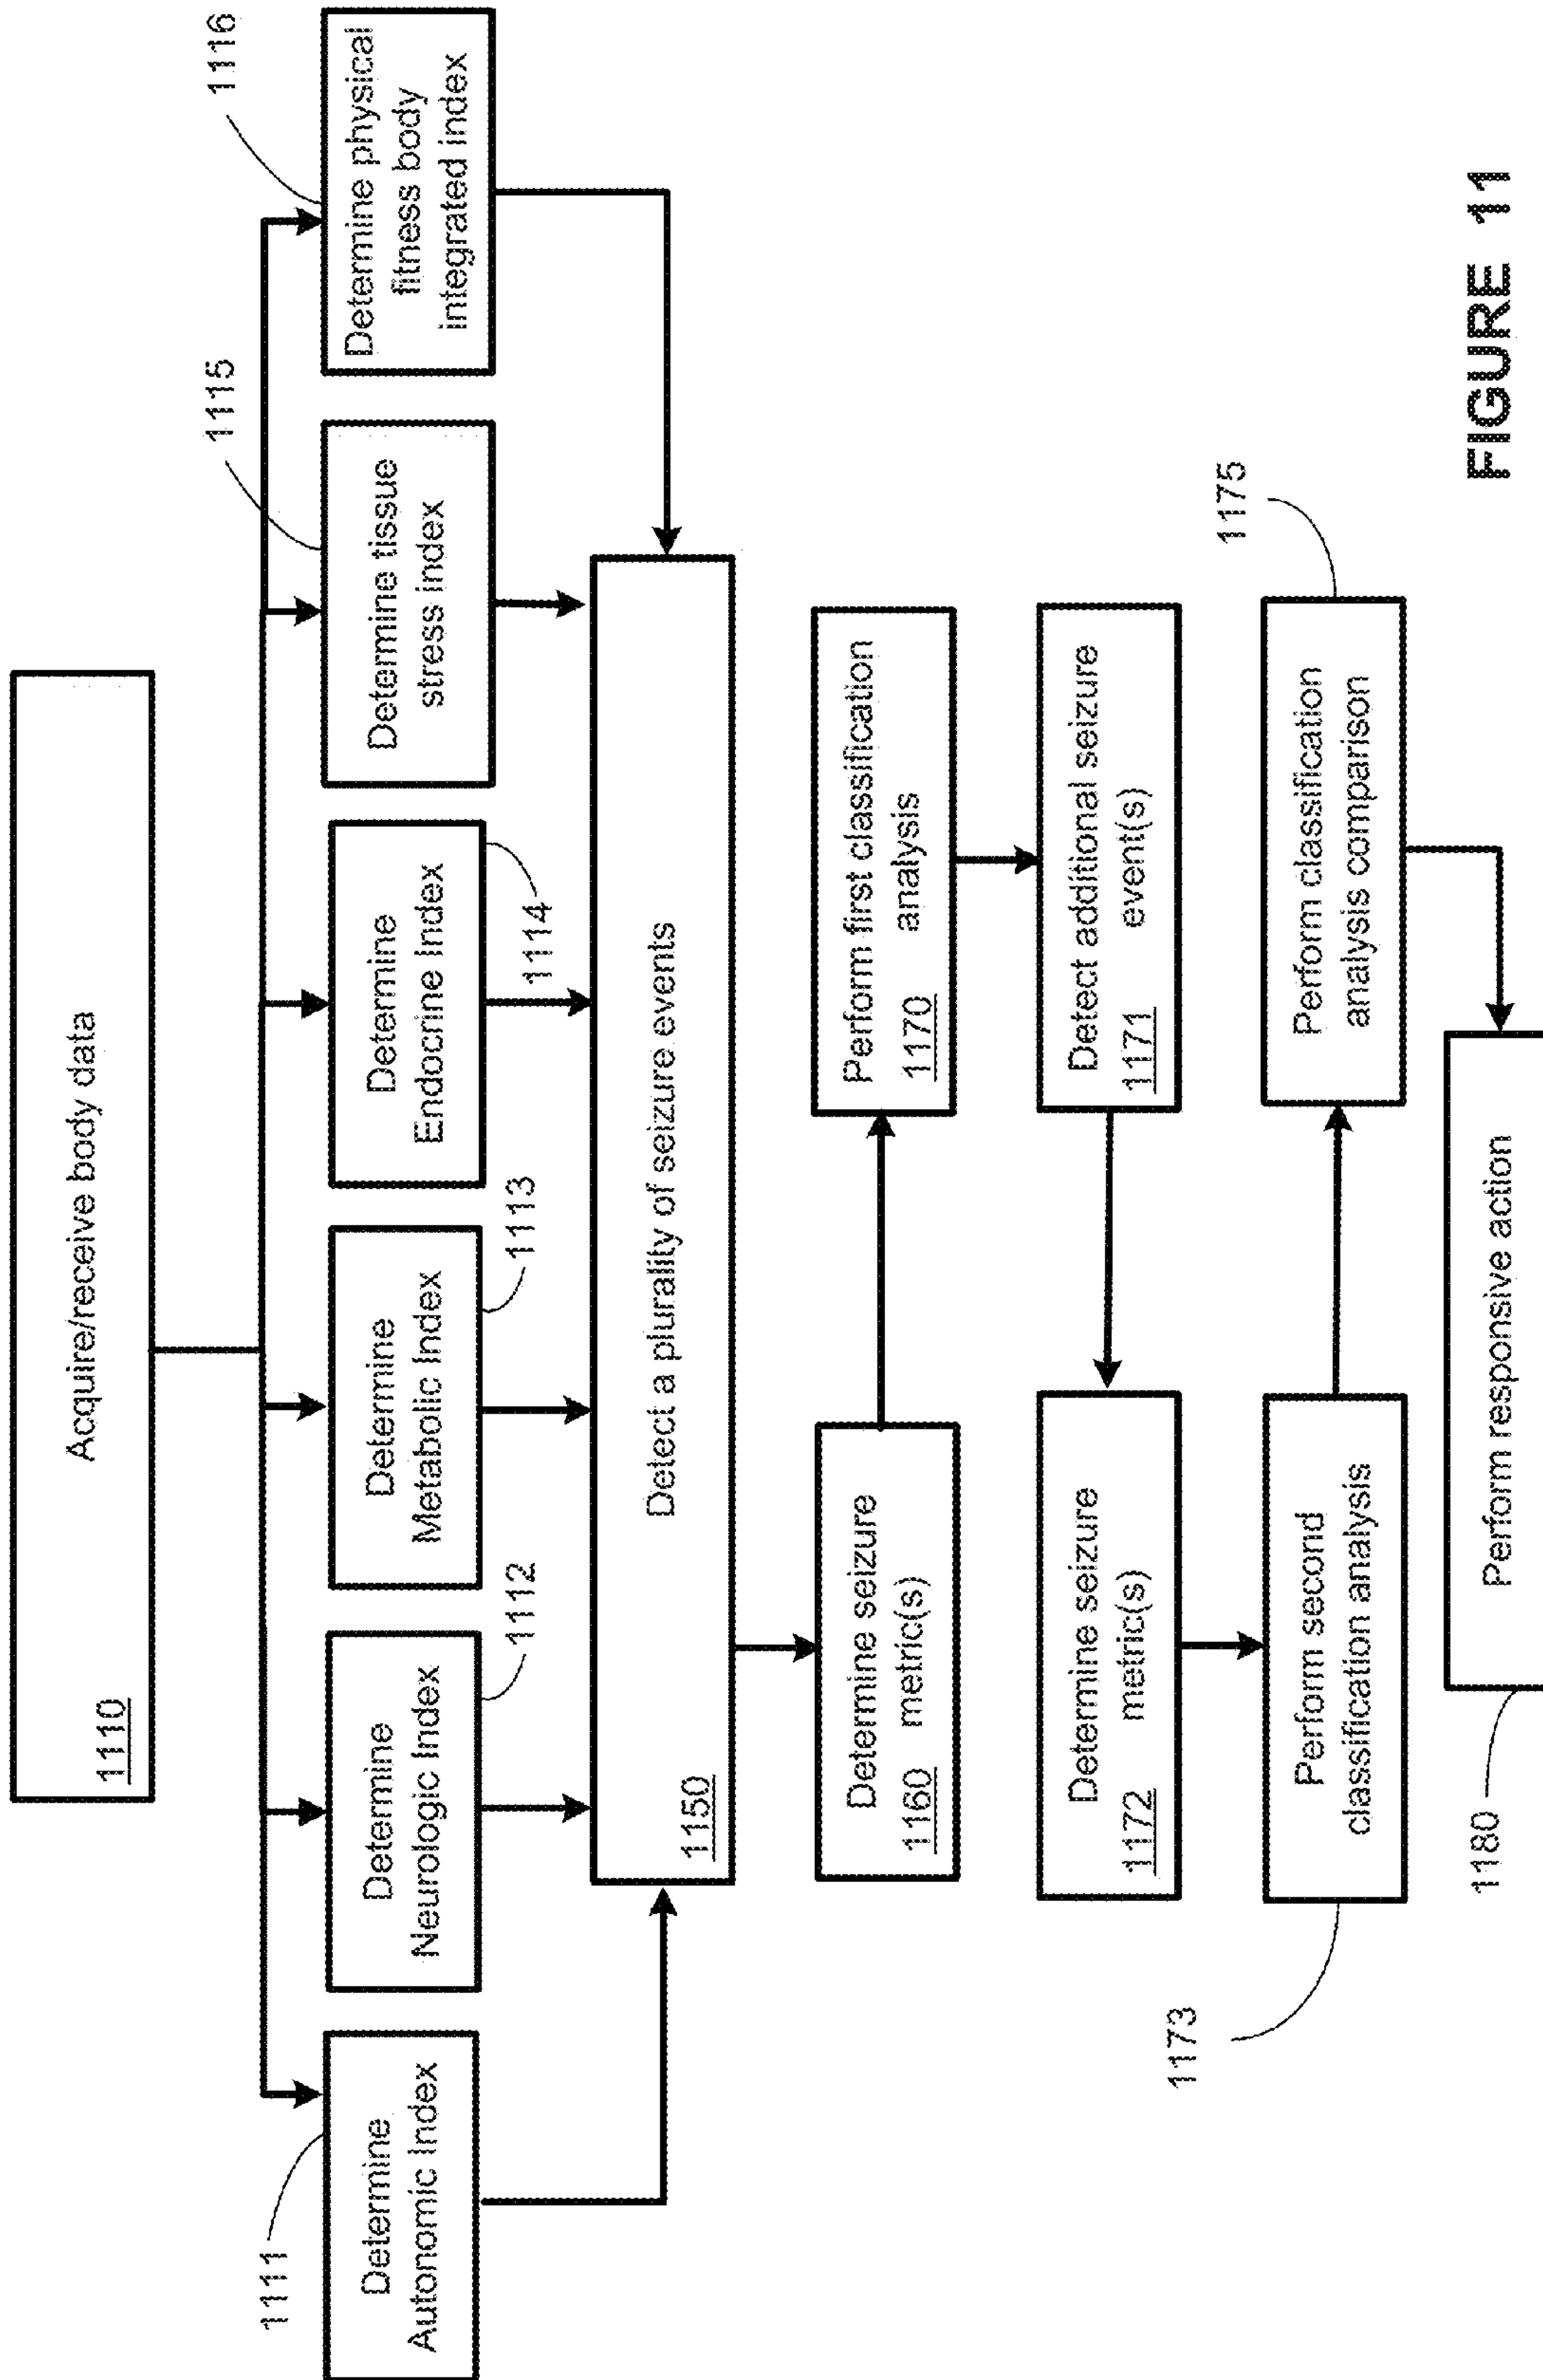 Acquire/receive body data
1110
1111
Determine
Autonomic Index
Determine
Neurologic Index
1112
Determine
Metabolic Index
1113
Determine
Endocrine Index
1114
1115
Determine tissue
stress index
1116
Determine physical
fitness body
integrated index
Detect a plurality of seizure events
1150
Determine seizure
1160 metric(s)
Perform first classification
1170 analysis
Detect additional seizure
1171 event(s)
Determine seizure
1172 metric(s)
Perform second
classification analysis
1173
Perform classification
analysis comparison
1175
Perform responsive action
1180
FIGURE 11